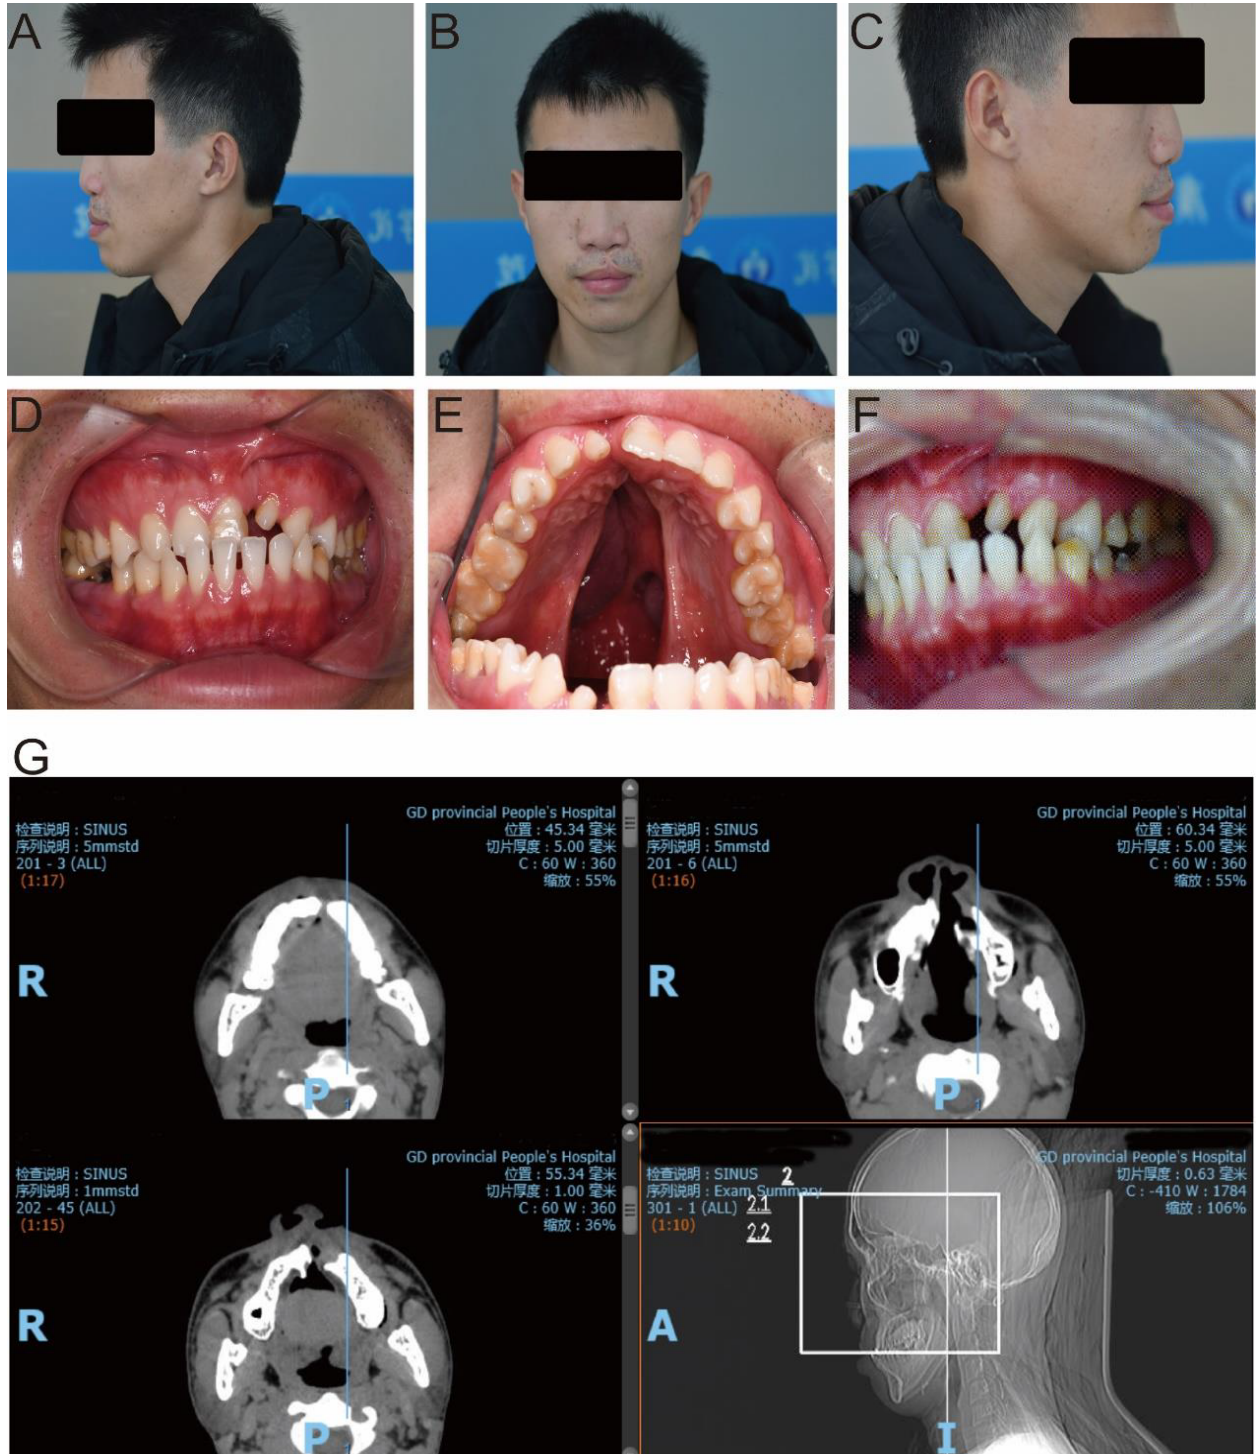 A
B
C
D
E
F
G
GD provincial People's Hospital
检查说明：SINUS
序列说明：5mmstd
201 - 3 (ALL)
(1:17)
位置：45.34 毫米
切片厚度：5.00 毫米
C : 60 W : 360
缩放：55%
R
P
1
GD provincial People's Hospital
检查说明：SINUS
序列说明：5mmstd
201 - 6 (ALL)
(1:16)
位置：60.34 毫米
切片厚度：5.00 毫米
C : 60 W : 360
缩放：55%
R
P
1
GD provincial People's Hospital
检查说明：SINUS
序列说明：1mmstd
202 - 45 (ALL)
(1:15)
位置：55.34 毫米
切片厚度：1.00 毫米
C : 60 W : 360
缩放：36%
R
P
1
GD provincial People's Hospital
检查说明：SINUS
序列说明：Exam Summary
301 - 1 (ALL)
(1:10)
切片厚度：0.63 毫米
C : -410 W : 1784
缩放：106%
2
2.1
2.2
A
I